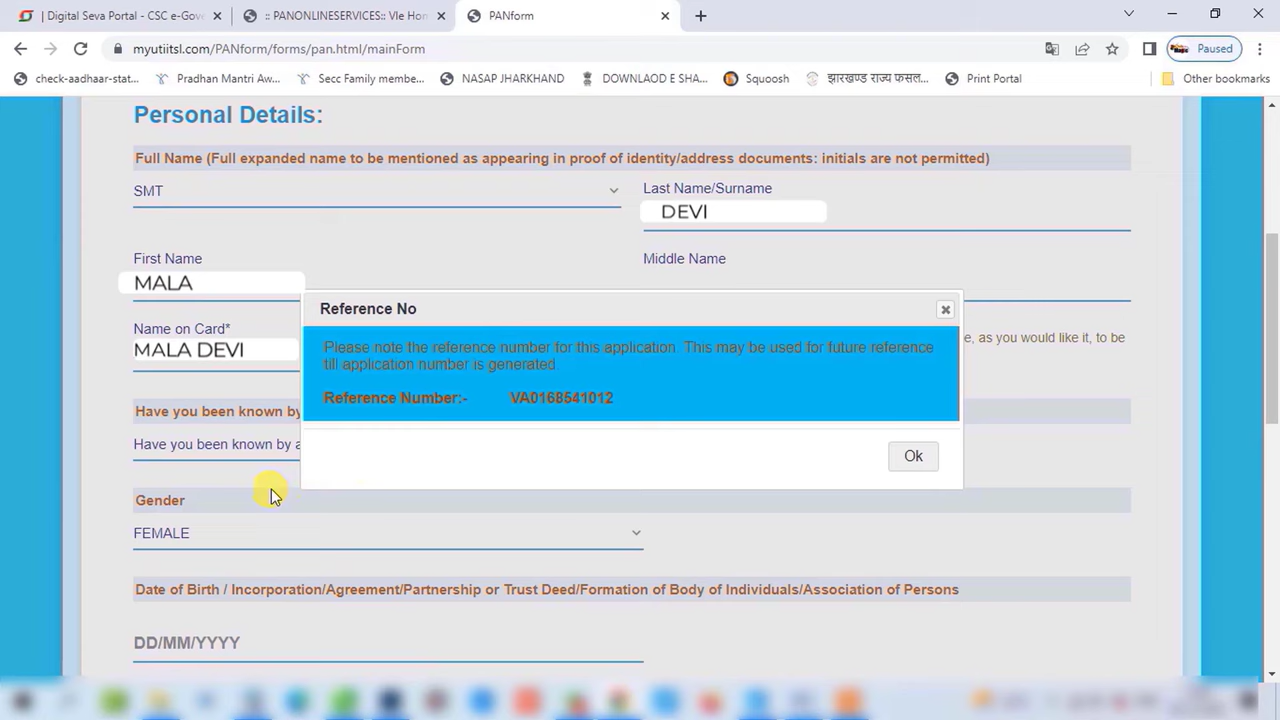 | Digital Seva Portal - CSC e-Gove
:: PANONLINESERVICES:: Vle Hom
PANform
myutiitsl.com/PANform/forms/pan.html/mainForm
Paused
check-aadhaar-stat...
Pradhan Mantri Aw...
Secc Family membe...
NASAP JHARKHAND
DOWNLAOD E SHA...
Squoosh
झारखण्ड राज्य फसल...
Print Portal
Other bookmarks
Personal Details:
Full Name (Full expanded name to be mentioned as appearing in proof of identity/address documents: initials are not permitted)
SMT
Last Name/Surname
DEVI
First Name
Middle Name
MALA
Name on Card*
MALA DEVI
e, as you would like it, to be
Reference No
Please note the reference number for this application. This may be used for future reference
till application number is generated.
Reference Number:- VA0168541012
Ok
Have you been known by
Have you been known by a
Gender
FEMALE
Date of Birth / Incorporation/Agreement/Partnership or Trust Deed/Formation of Body of Individuals/Association of Persons
DD/MM/YYYY